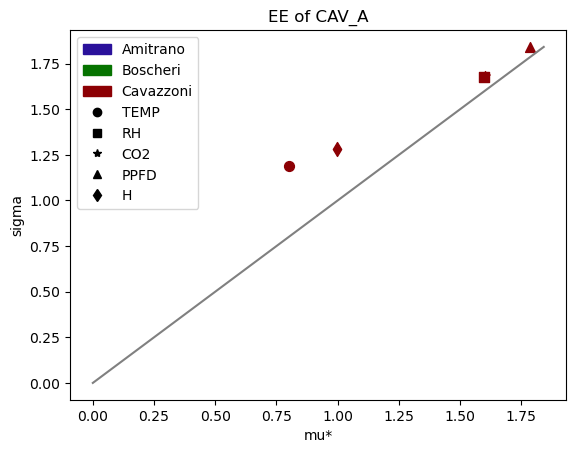 EE of CAV_A
Amitrano
Boscheri
Cavazzoni
TEMP
RH
CO2
PPFD
H
sigma
1.75
1.50
1.25
1.00
0.75
0.50
0.25
0.00
0.00 0.25 0.50 0.75 1.00 1.25 1.50 1.75
mu*